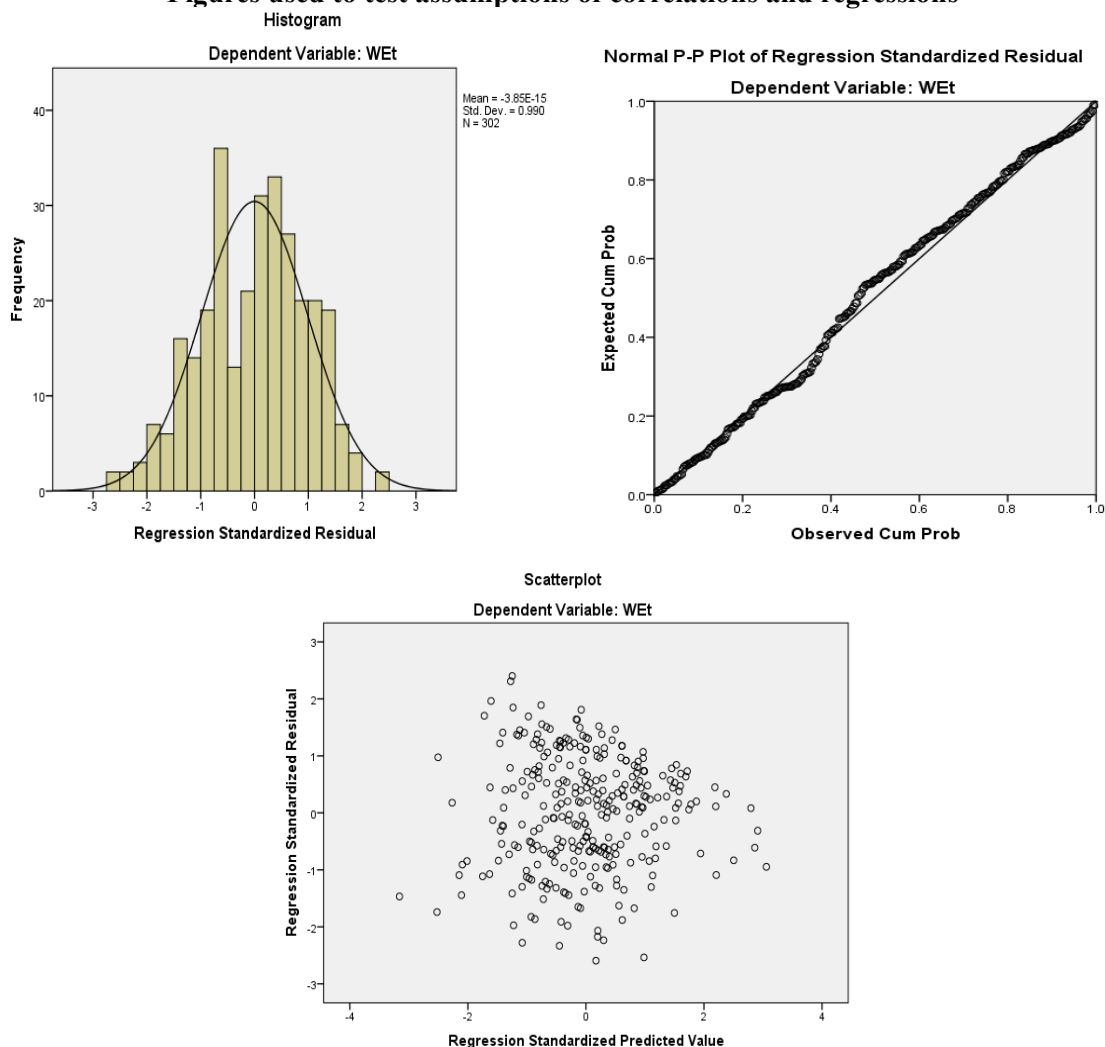 Figures used to test assumptions of correlations and regressions
Histogram
Dependent Variable: WEt
Mean = -3.85E-15
Std. Dev. = 0.990
N = 302
40
30
20
10
0
Frequency
-3 -2 -1 0 1 2 3
Regression Standardized Residual
Normal P-P Plot of Regression Standardized Residual
Dependent Variable: WEt
1.0
0.8
0.6
0.4
0.2
0.0
Expected Cum Prob
0.0 0.2 0.4 0.6 0.8 1.0
Observed Cum Prob
Scatterplot
Dependent Variable: WEt
3
2
1
0
-1
-2
-3
Regression Standardized Residual
-4 -2 0 2 4
Regression Standardized Predicted Value